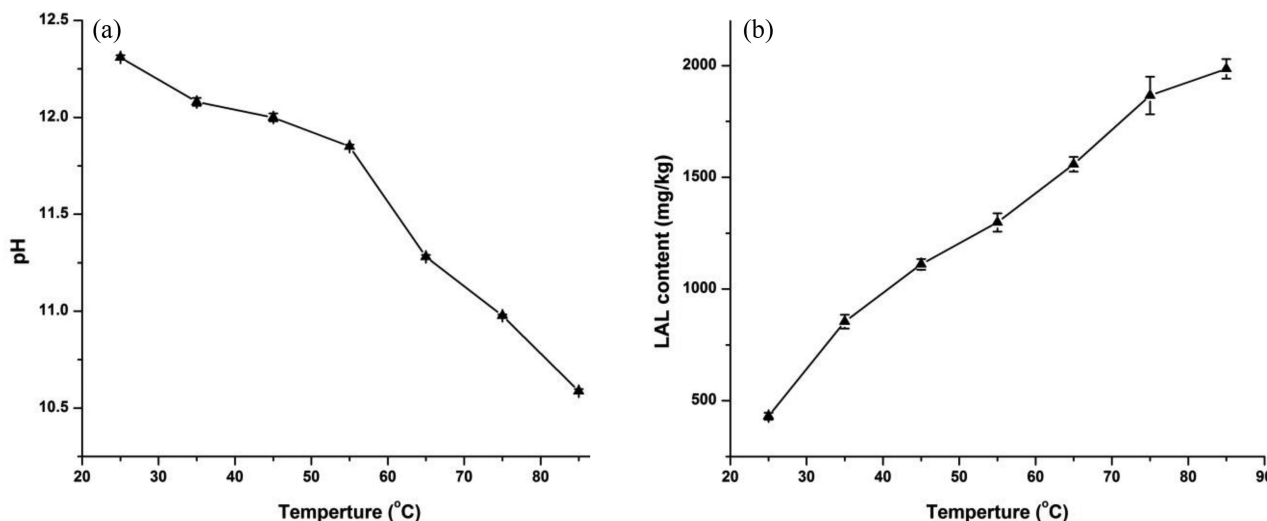 (a)
12.5
12.0
11.5
11.0
10.5
pH
20 30 40 50 60 70 80
Temperture (°C)
(b)
2000
1500
1000
500
LAL content (mg/kg)
20 30 40 50 60 70 80 90
Temperture (°C)